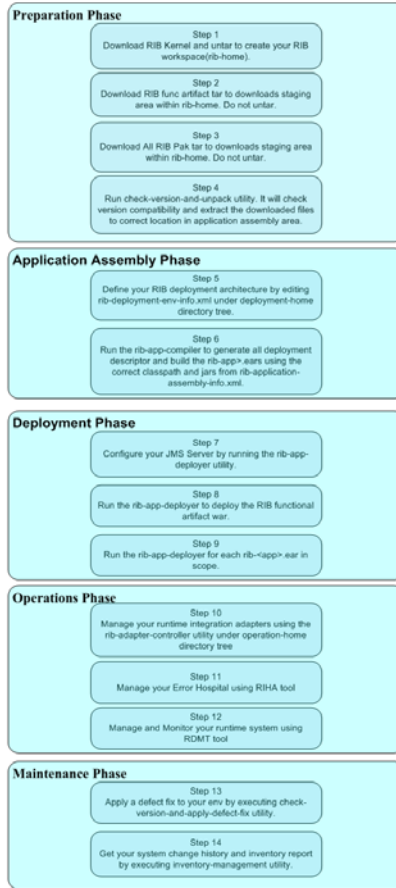 Preparation Phase
Step 1
Download RIB Kernel and untar to create your RIB
workspace(rib-home).
Step 2
Download RIB func artifact tar to downloads staging
area within rib-home. Do not untar.
Step 3
Download All RIB Pak tar to downloads staging area
within rib-home. Do not untar.
Step 4
Run check-version-and-unpack utility. It will check
version compatibility and extract the downloaded files
to correct location in application assembly area.
Application Assembly Phase
Step 5
Define your RIB deployment architecture by editing
rib-deployment-env-info.xml under deployment-home
directory tree.
Step 6
Run the rib-app-compiler to generate all deployment
descriptor and build the rib-app>.ears using the
correct classpath and jars from rib-application-
assembly-info.xml.
Deployment Phase
Step 7
Configure your JMS Server by running the rib-app-
deployer utility.
Step 8
Run the rib-app-deployer to deploy the RIB functional
artifact war.
Step 9
Run the rib-app-deployer for each rib-<app>.ear in
scope.
Operations Phase
Step 10
Manage your runtime integration adapters using the
rib-adapter-controller utility under operation-home
directory tree
Step 11
Manage your Error Hospital using RIHA tool
Step 12
Manage and Monitor your runtime system using
RDMT tool
Maintenance Phase
Step 13
Apply a defect fix to your env by executing check-
version-and-apply-defect-fix utility.
Step 14
Get your system change history and inventory report
by executing inventory-management utility.